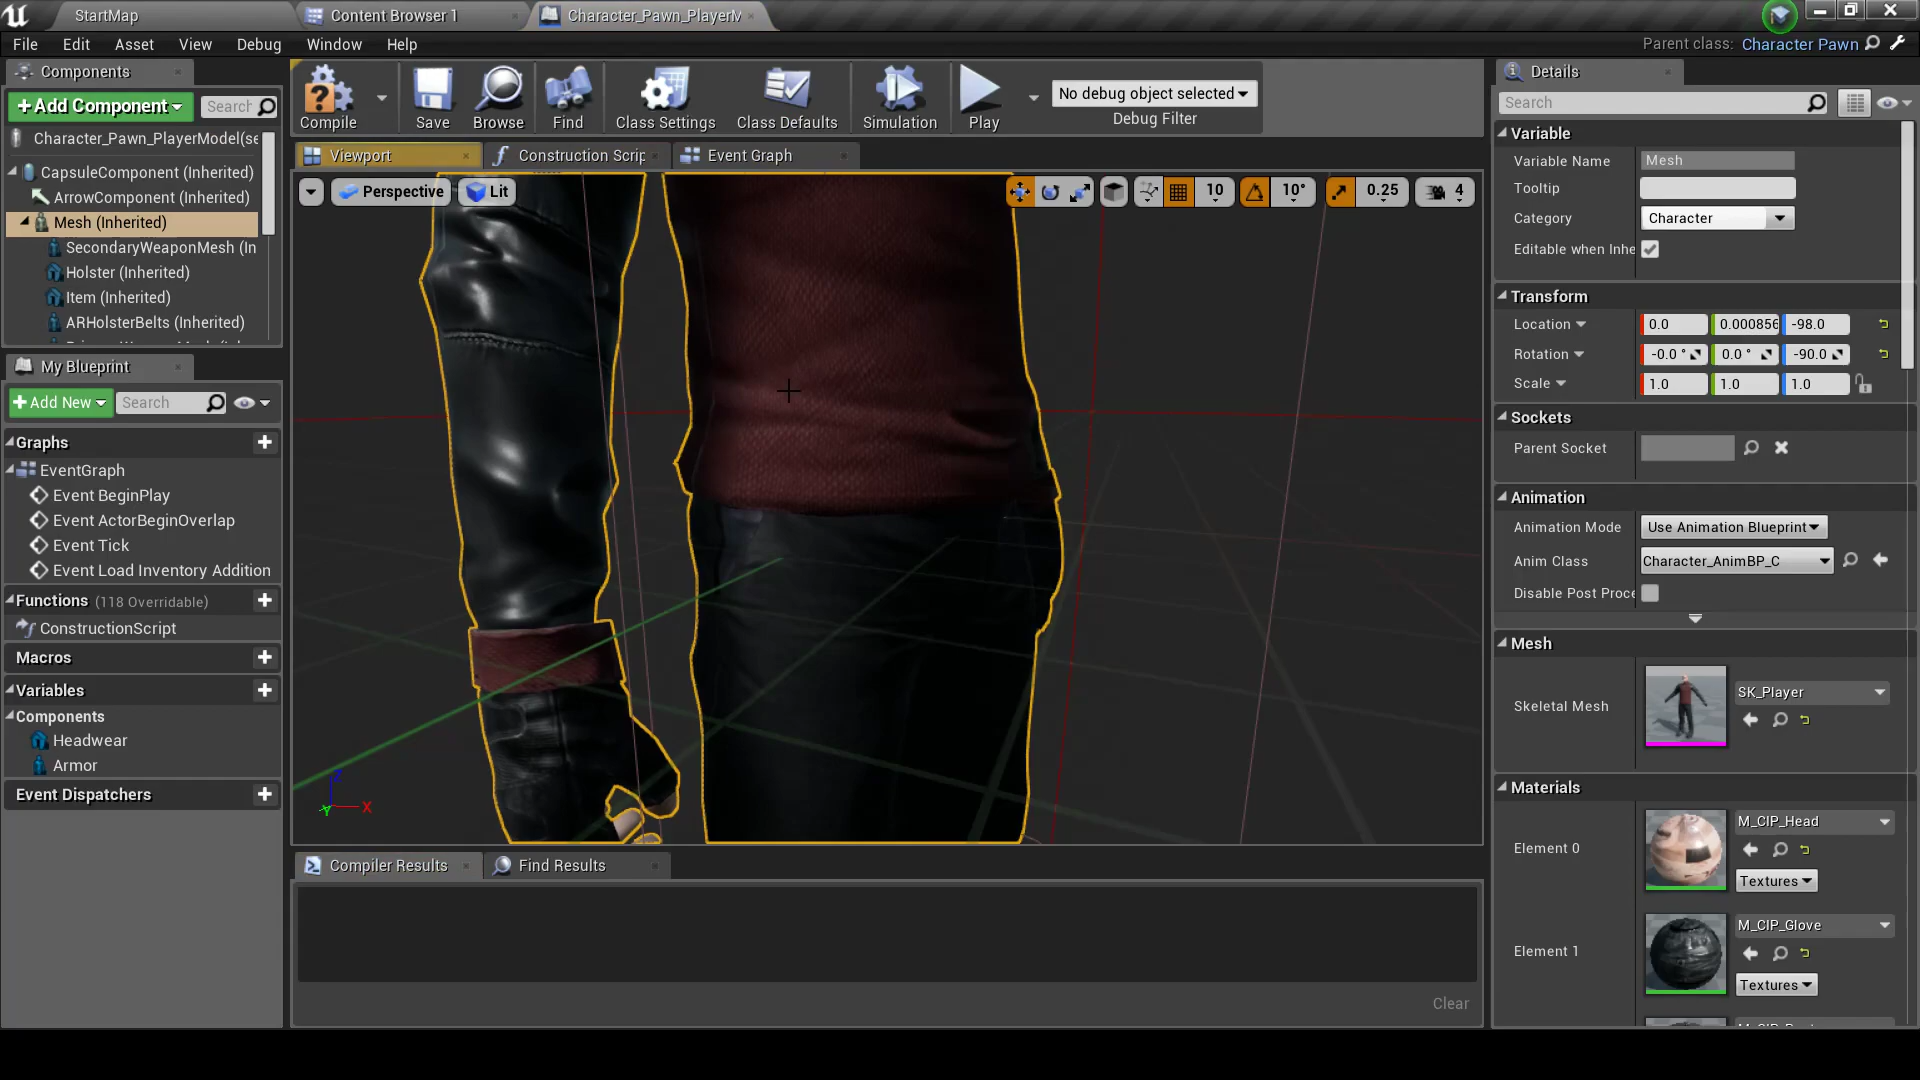 StartMap
Content Browser 1
Character_Pawn_PlayerM
File Edit Asset View Debug Window Help
Parent class: Character Pawn
Components
+Add Component
Search
Character_Pawn_PlayerModel(se
CapsuleComponent (Inherited)
ArrowComponent (Inherited)
Mesh (Inherited)
SecondaryWeaponMesh (In
Holster (Inherited)
Item (Inherited)
ARHolsterBelts (Inherited)
My Blueprint
+Add New
Search
Graphs
EventGraph
Event BeginPlay
Event ActorBeginOverlap
Event Tick
Event Load Inventory Addition
Functions (118 Overridable)
ConstructionScript
Macros
Variables
Components
Headwear
Armor
Event Dispatchers
Compile Save Browse Find Class Settings Class Defaults Simulation Play
No debug object selected
Debug Filter
Viewport
Construction Scrip
Event Graph
Perspective
Lit
10 10° 0.25 4
Z
Y X
Compiler Results
Find Results
Clear
Details
Search
Variable
Variable Name Mesh
Tooltip
Category Character
Editable when Inhe
Transform
Location 0.0 0.000856 -98.0
Rotation -0.0 ° 0.0 ° -90.0
Scale 1.0 1.0 1.0
Sockets
Parent Socket
Animation
Animation Mode Use Animation Blueprint
Anim Class Character_AnimBP_C
Disable Post Proce
Mesh
Skeletal Mesh SK_Player
Materials
Element 0 M_CIP_Head
Textures
Element 1 M_CIP_Glove
Textures